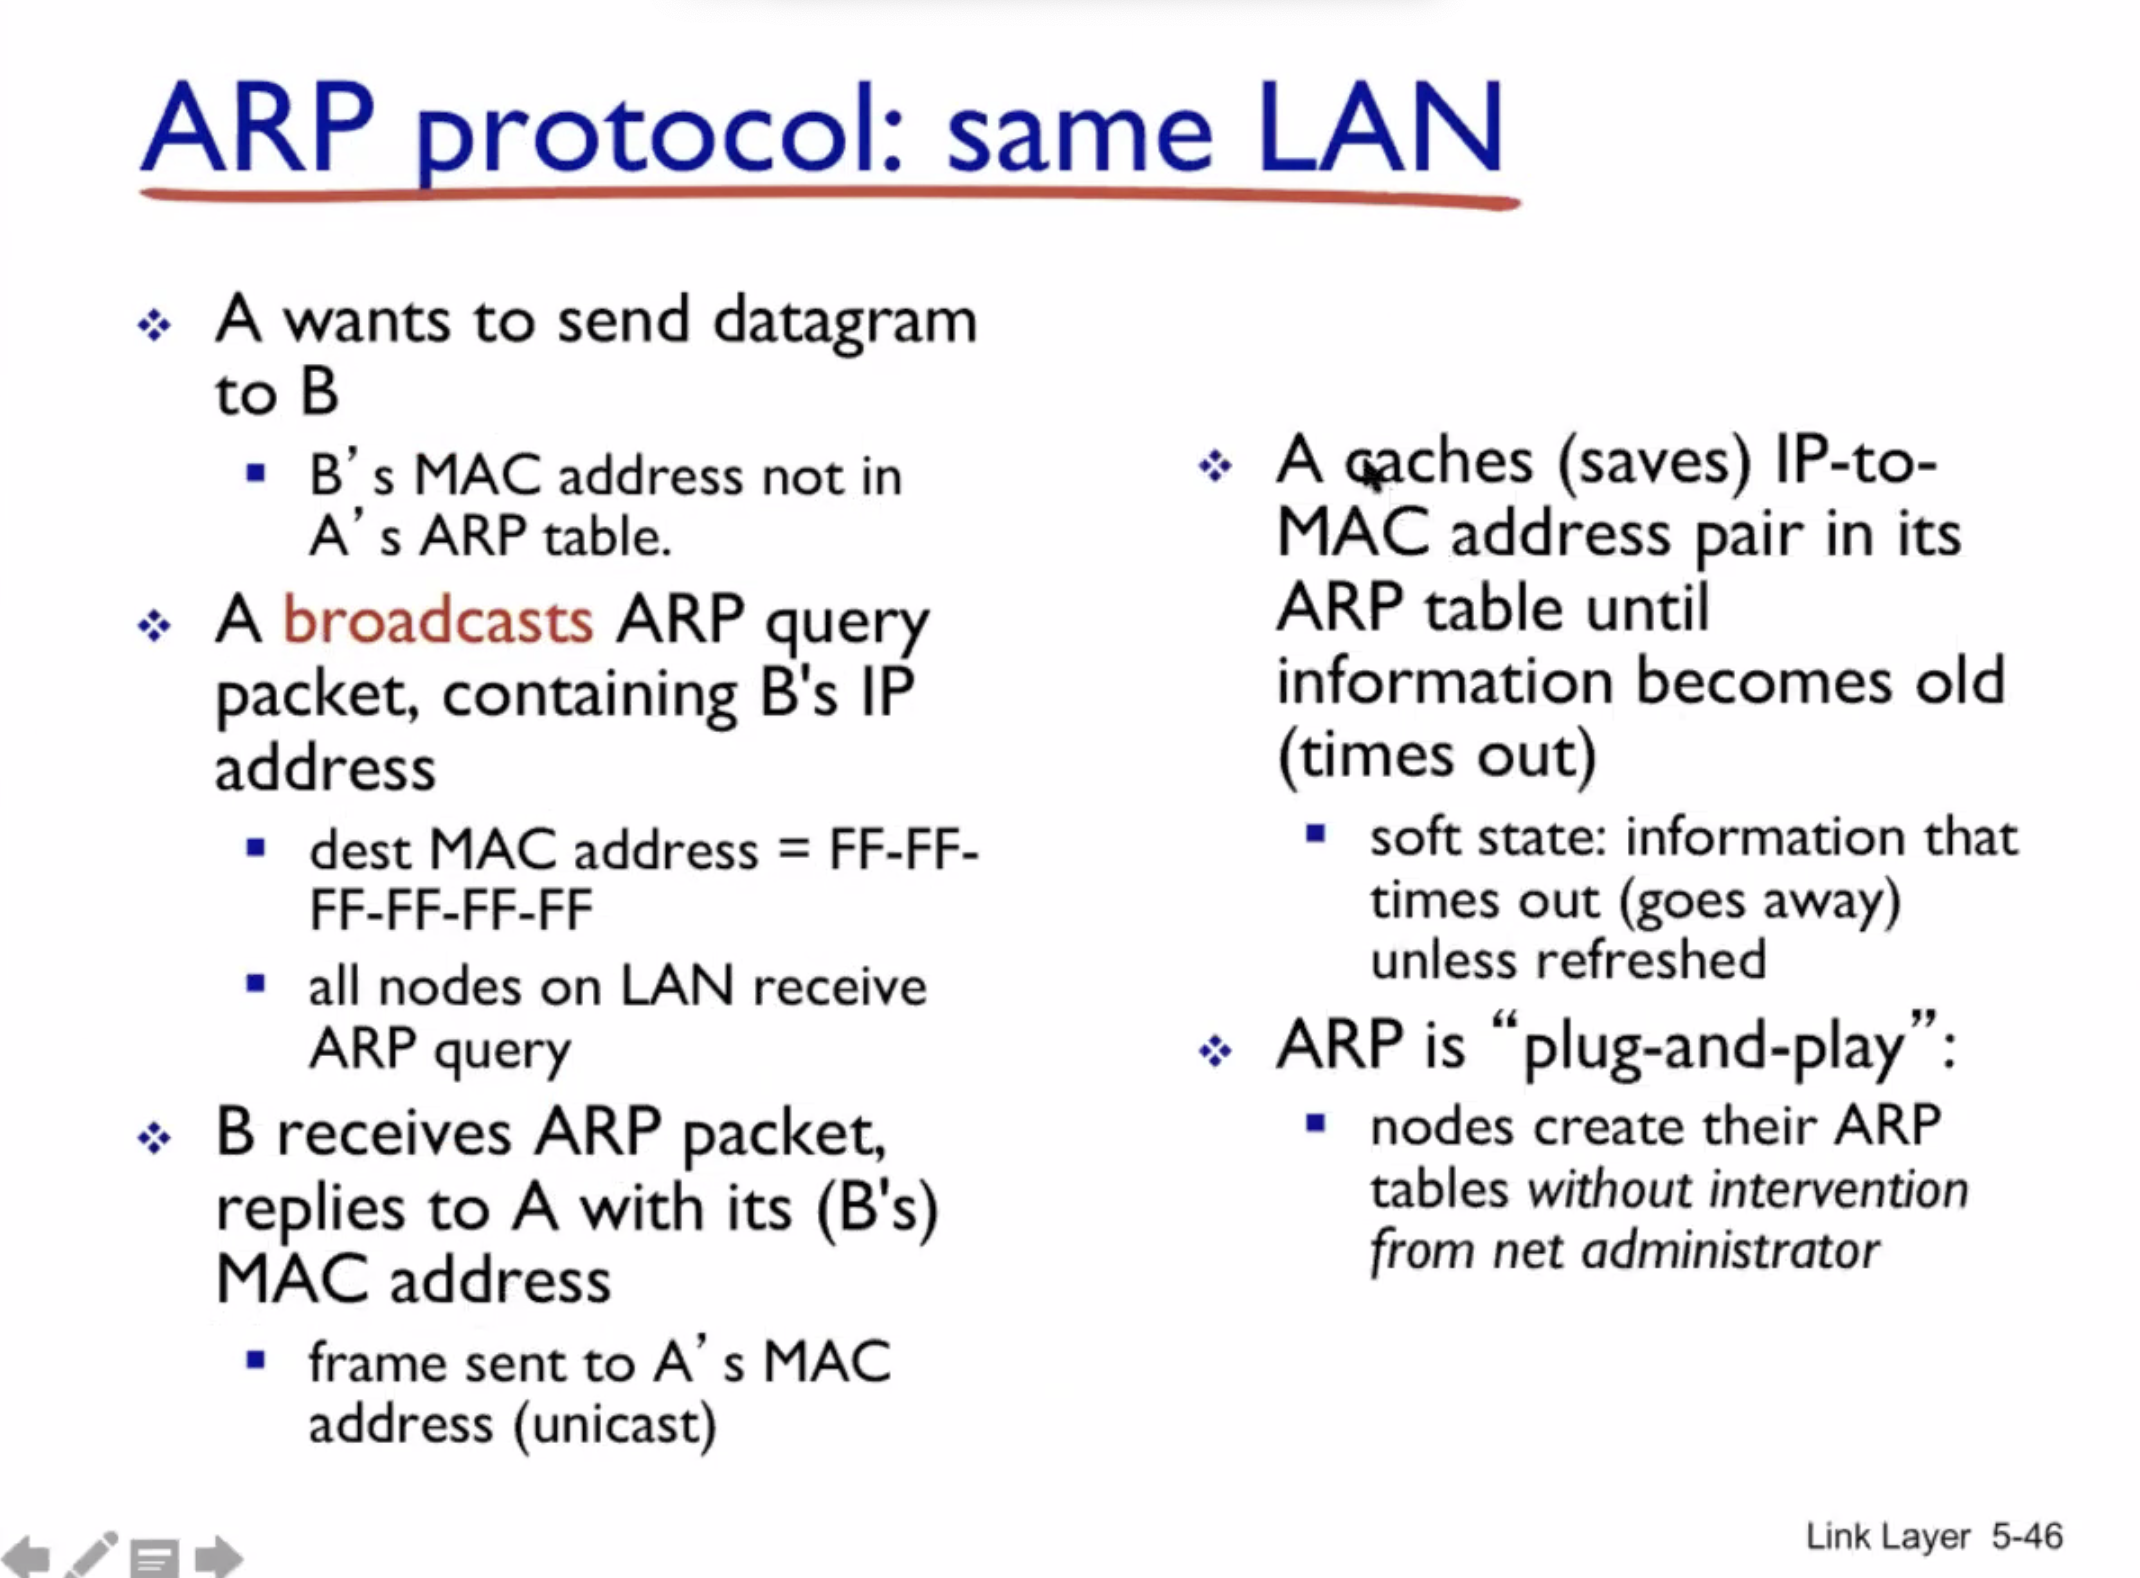 ARP protocol: same LAN
A wants to send datagram
to B
B’s MAC address not in
A’s ARP table.
A broadcasts ARP query
packet, containing B's IP
address
dest MAC address = FF-FF-
FF-FF-FF-FF
all nodes on LAN receive
ARP query
B receives ARP packet,
replies to A with its (B's)
MAC address
frame sent to A’s MAC
address (unicast)
A caches (saves) IP-to-
MAC address pair in its
ARP table until
information becomes old
(times out)
soft state: information that
times out (goes away)
unless refreshed
ARP is “plug-and-play”:
nodes create their ARP
tables without intervention
from net administrator
Link Layer 5-46